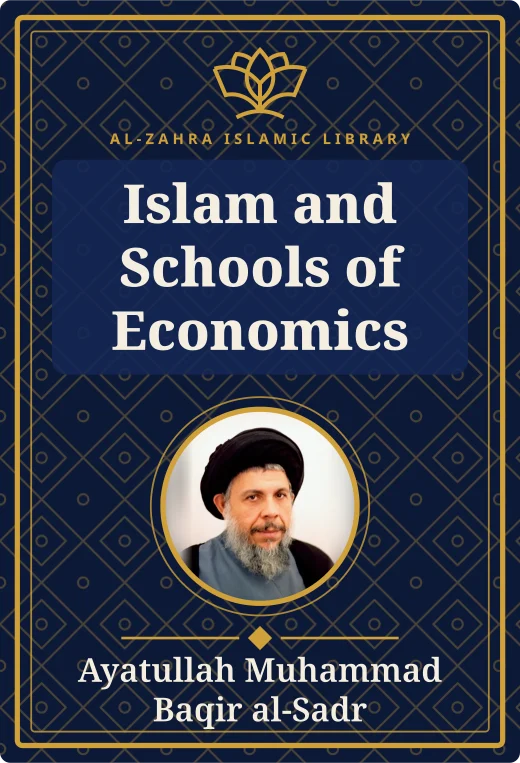 AL-ZAHRA ISLAMIC LIBRARY
Islam and
Schools of
Economics
Ayatullah Muhammad
Baqir al-Sadr